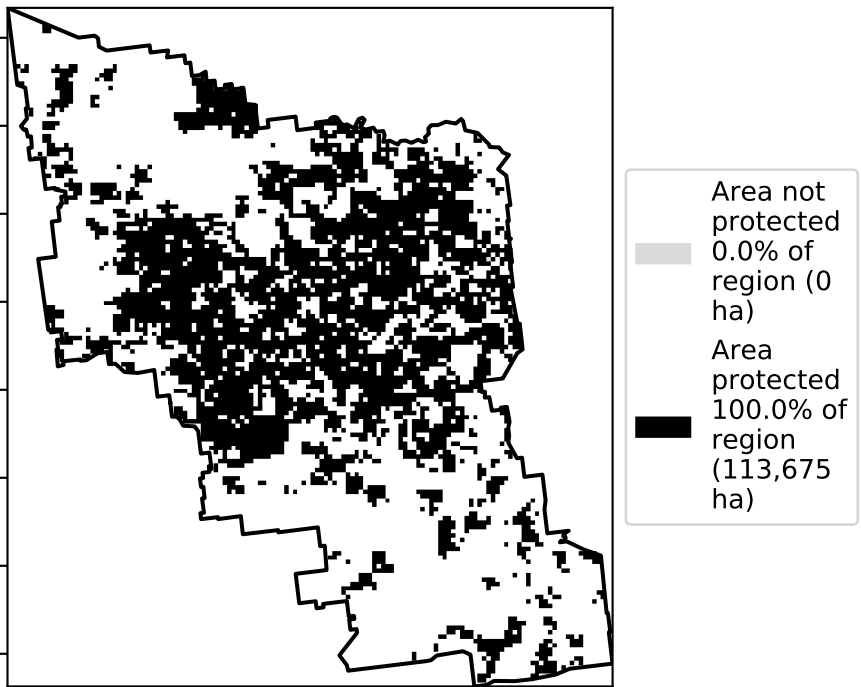 Area not
protected
0.0% of
region (0
ha)
Area
protected
100.0% of
region
(113,675
ha)